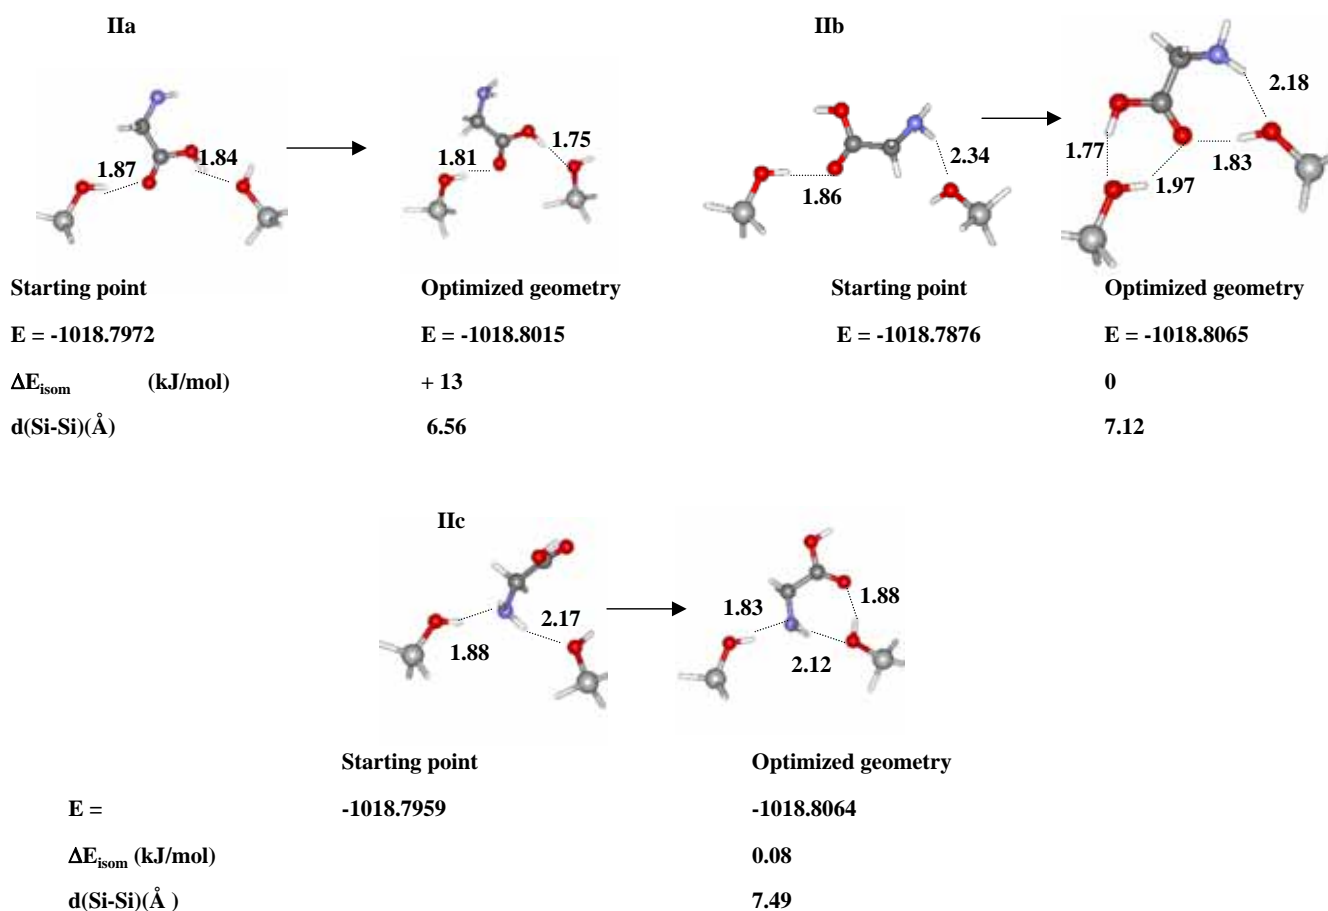 IIa IIb
2.18
1.75
1.87 1.84 1.81 2.34 1.77 1.83
1.86 1.97
Starting point Optimized geometry Starting point Optimized geometry
E = -1018.7972 E = -1018.8015 E = -1018.7876 E = -1018.8065
ΔEisom (kJ/mol) + 13 0
d(Si-Si)(Å) 6.56 7.12
IIc
1.83 1.88
2.17
1.88 2.12
Starting point Optimized geometry
E = -1018.7959 -1018.8064
ΔEisom (kJ/mol) 0.08
d(Si-Si)(Å ) 7.49